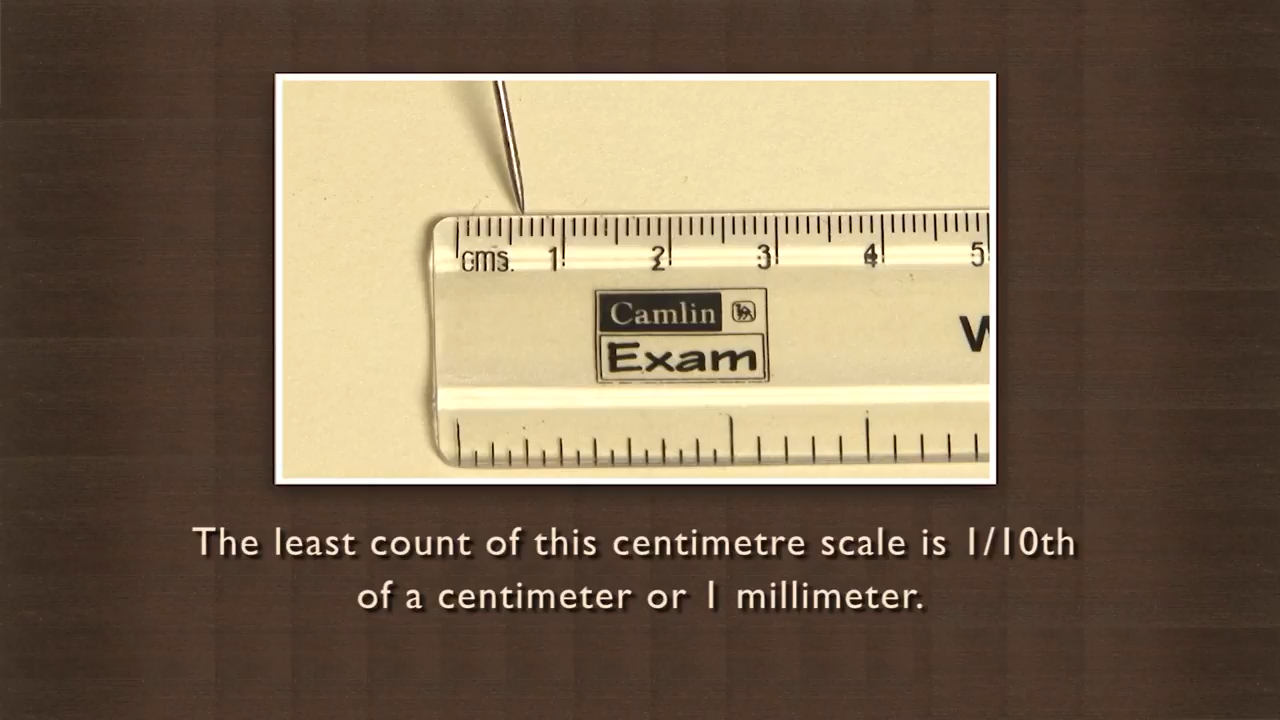 cms. 1 2 3 4 5
Camlin
Exam
W
The least count of this centimetre scale is 1/10th
of a centimeter or 1 millimeter.